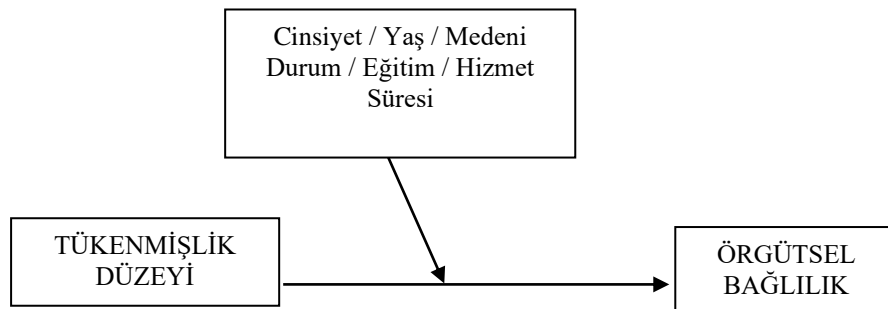 Cinsiyet / Yaş / Medeni
Durum / Eğitim / Hizmet
Süresi
TÜKENMİŞLİK
DÜZEYİ
ÖRGÜTSEL
BAĞLILIK